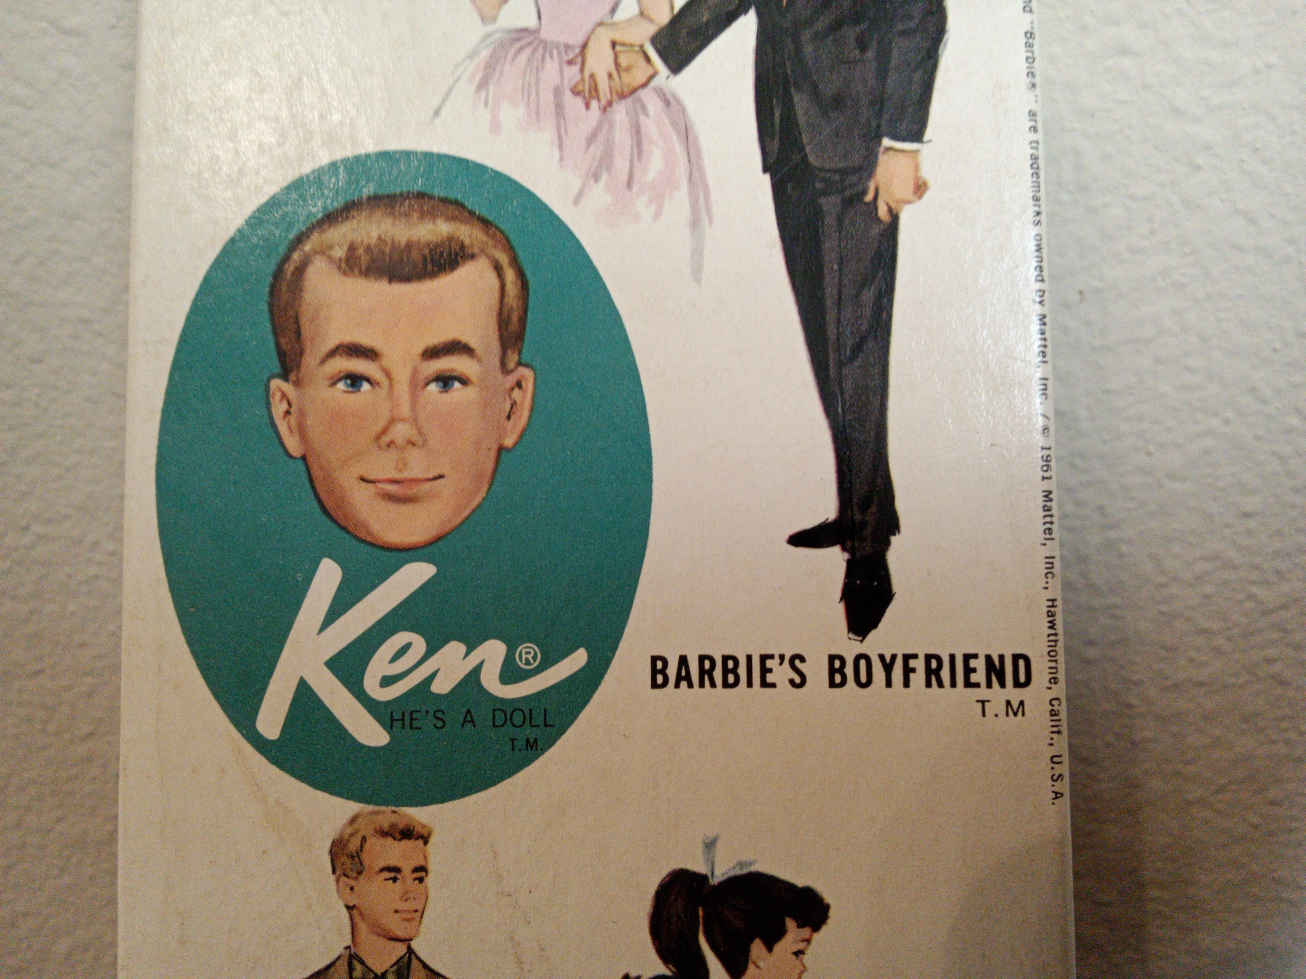 Ken®
HE'S A DOLL
T.M.
BARBIE'S BOYFRIEND
T.M
"Barbie®" are trademarks owned by Mattel, Inc. / © 1961 Mattel, Inc., Hawthorne, Calif., U.S.A.